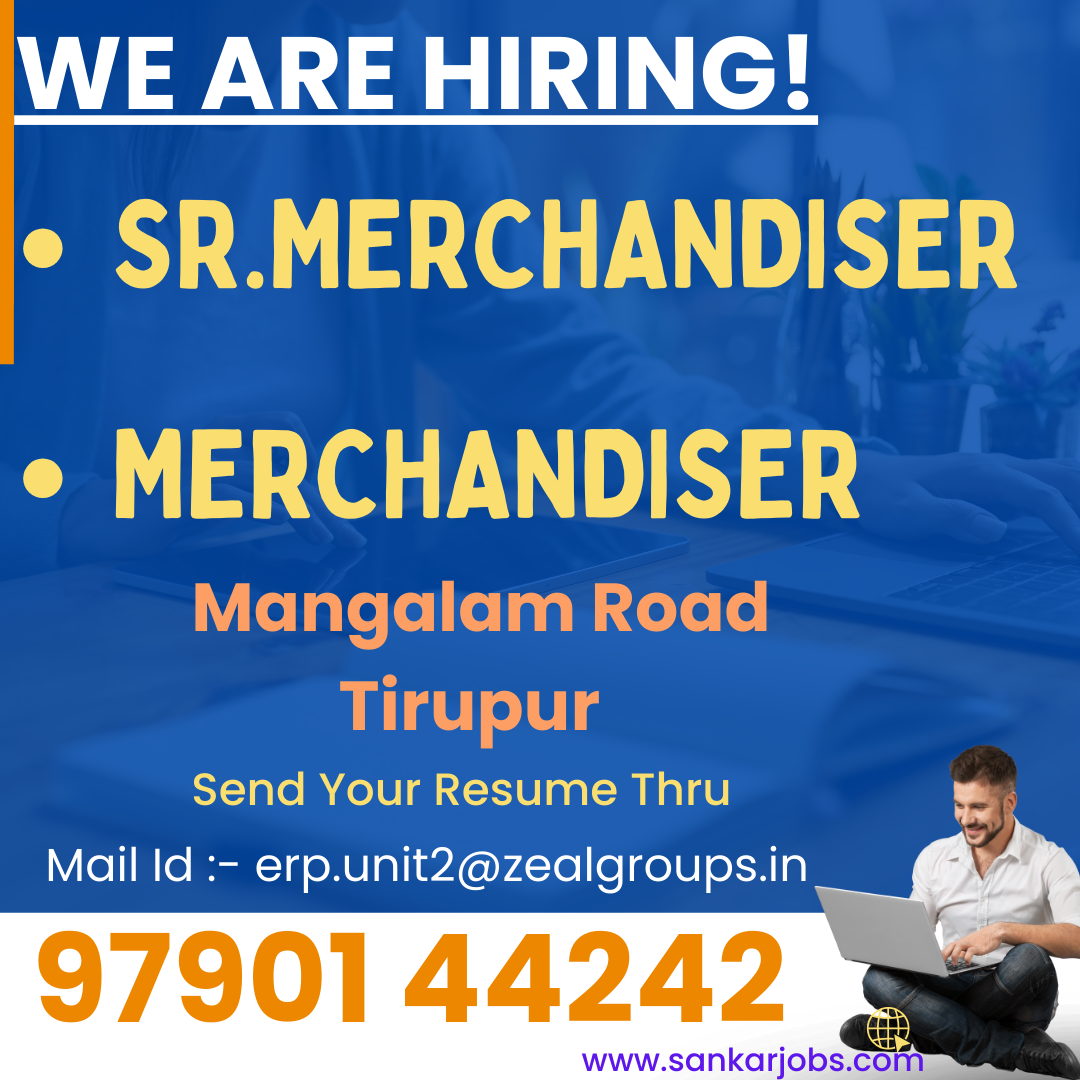 WE ARE HIRING!
• SR.MERCHANDISER
• MERCHANDISER
Mangalam Road
Tirupur
Send Your Resume Thru
Mail Id :- erp.unit2@zealgroups.in
97901 44242
www.sankarjobs.com